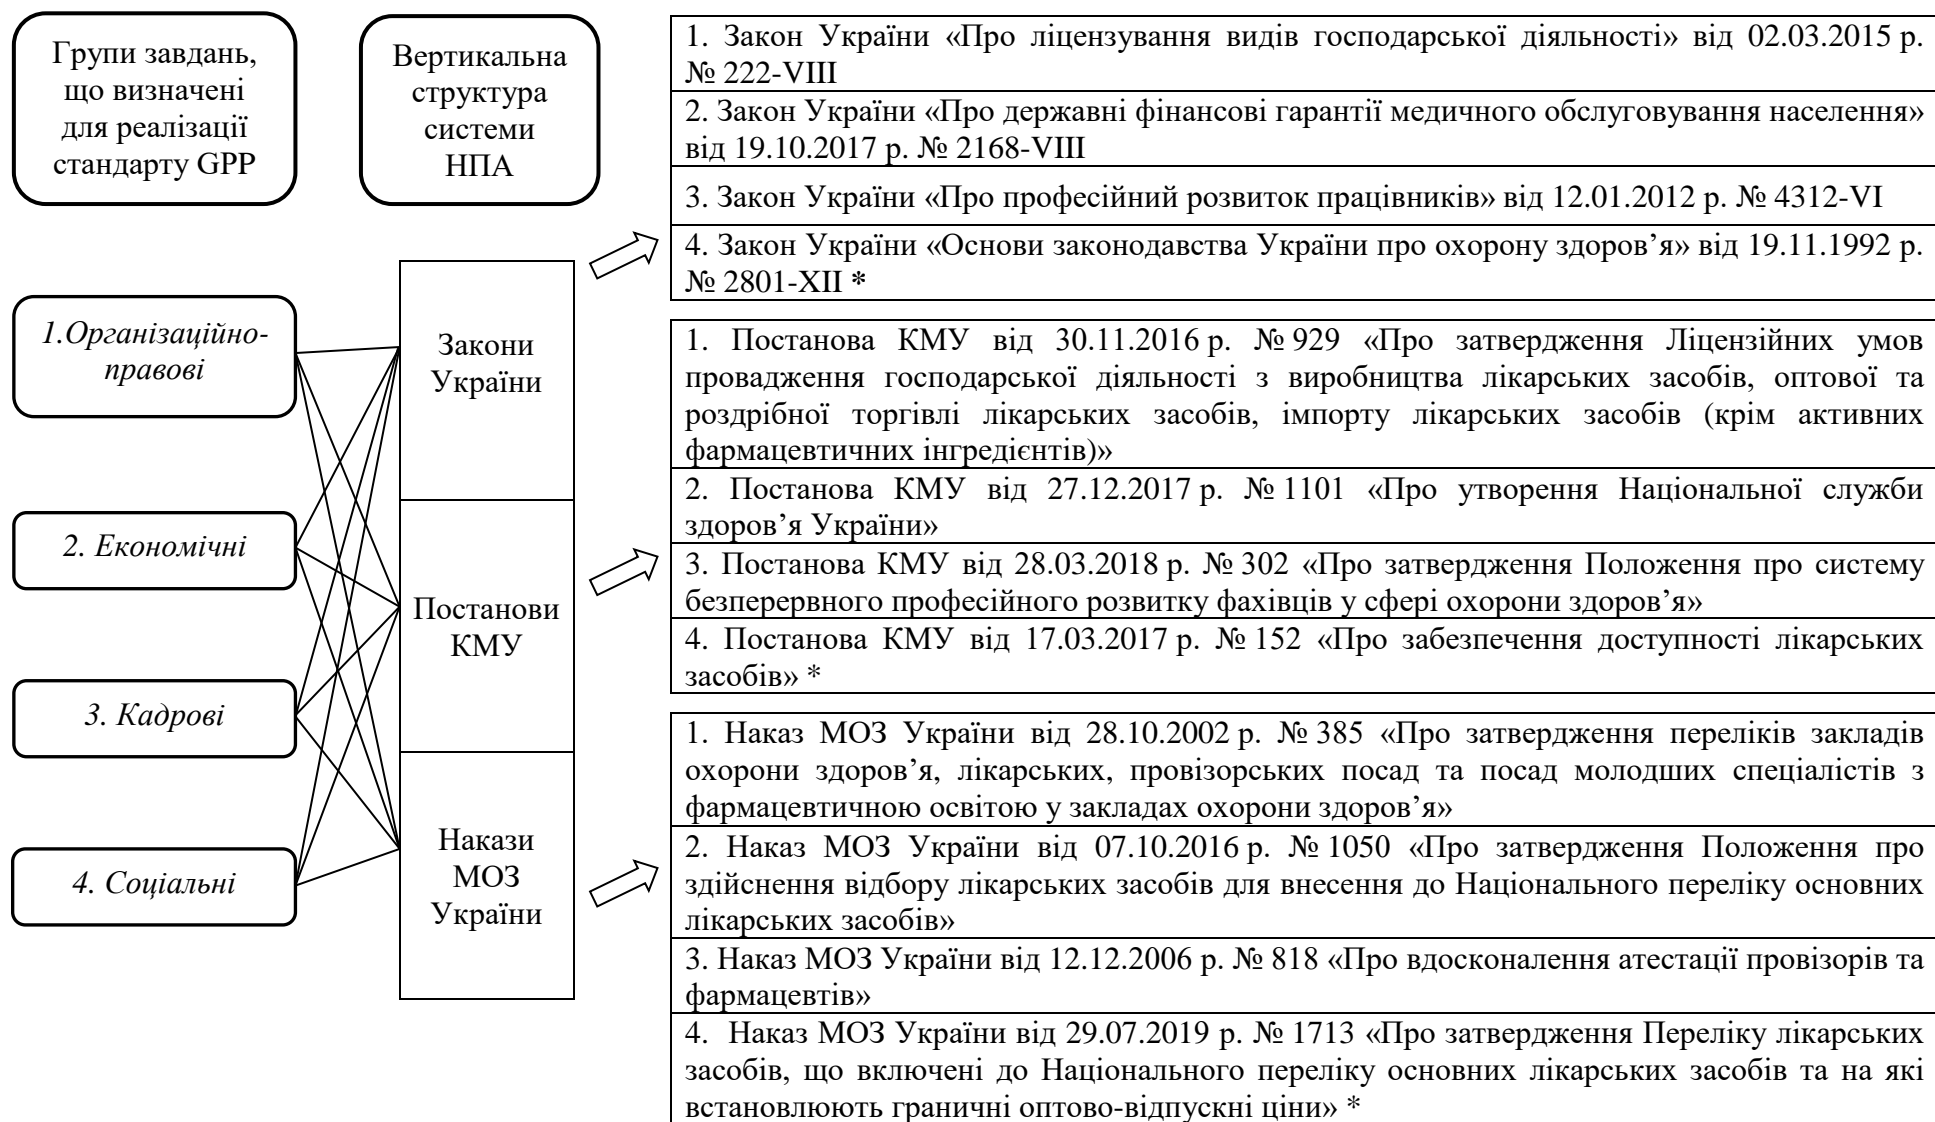 Групи завдань,
що визначені
для реалізації
стандарту GPP
Вертикальна
структура
системи
НПА
1.Організаційно-
правові
2. Економічні
3. Кадрові
4. Соціальні
Закони
України
Постанови
КМУ
Накази
МОЗ
України
1. Закон України «Про ліцензування видів господарської діяльності» від 02.03.2015 р.
№ 222-VIII
2. Закон України «Про державні фінансові гарантії медичного обслуговування населення»
від 19.10.2017 р. № 2168-VIII
3. Закон України «Про професійний розвиток працівників» від 12.01.2012 р. № 4312-VI
4. Закон України «Основи законодавства України про охорону здоров’я» від 19.11.1992 р.
№ 2801-XII *
1. Постанова КМУ від 30.11.2016 р. № 929 «Про затвердження Ліцензійних умов
провадження господарської діяльності з виробництва лікарських засобів, оптової та
роздрібної торгівлі лікарських засобів, імпорту лікарських засобів (крім активних
фармацевтичних інгредієнтів)»
2. Постанова КМУ від 27.12.2017 р. № 1101 «Про утворення Національної служби
здоров’я України»
3. Постанова КМУ від 28.03.2018 р. № 302 «Про затвердження Положення про систему
безперервного професійного розвитку фахівців у сфері охорони здоров’я»
4. Постанова КМУ від 17.03.2017 р. № 152 «Про забезпечення доступності лікарських
засобів» *
1. Наказ МОЗ України від 28.10.2002 р. № 385 «Про затвердження переліків закладів
охорони здоров’я, лікарських, провізорських посад та посад молодших спеціалістів з
фармацевтичною освітою у закладах охорони здоров’я»
2. Наказ МОЗ України від 07.10.2016 р. № 1050 «Про затвердження Положення про
здійснення відбору лікарських засобів для внесення до Національного переліку основних
лікарських засобів»
3. Наказ МОЗ України від 12.12.2006 р. № 818 «Про вдосконалення атестації провізорів та
фармацевтів»
4. Наказ МОЗ України від 29.07.2019 р. № 1713 «Про затвердження Переліку лікарських
засобів, що включені до Національного переліку основних лікарських засобів та на які
встановлюють граничні оптово-відпускні ціни» *